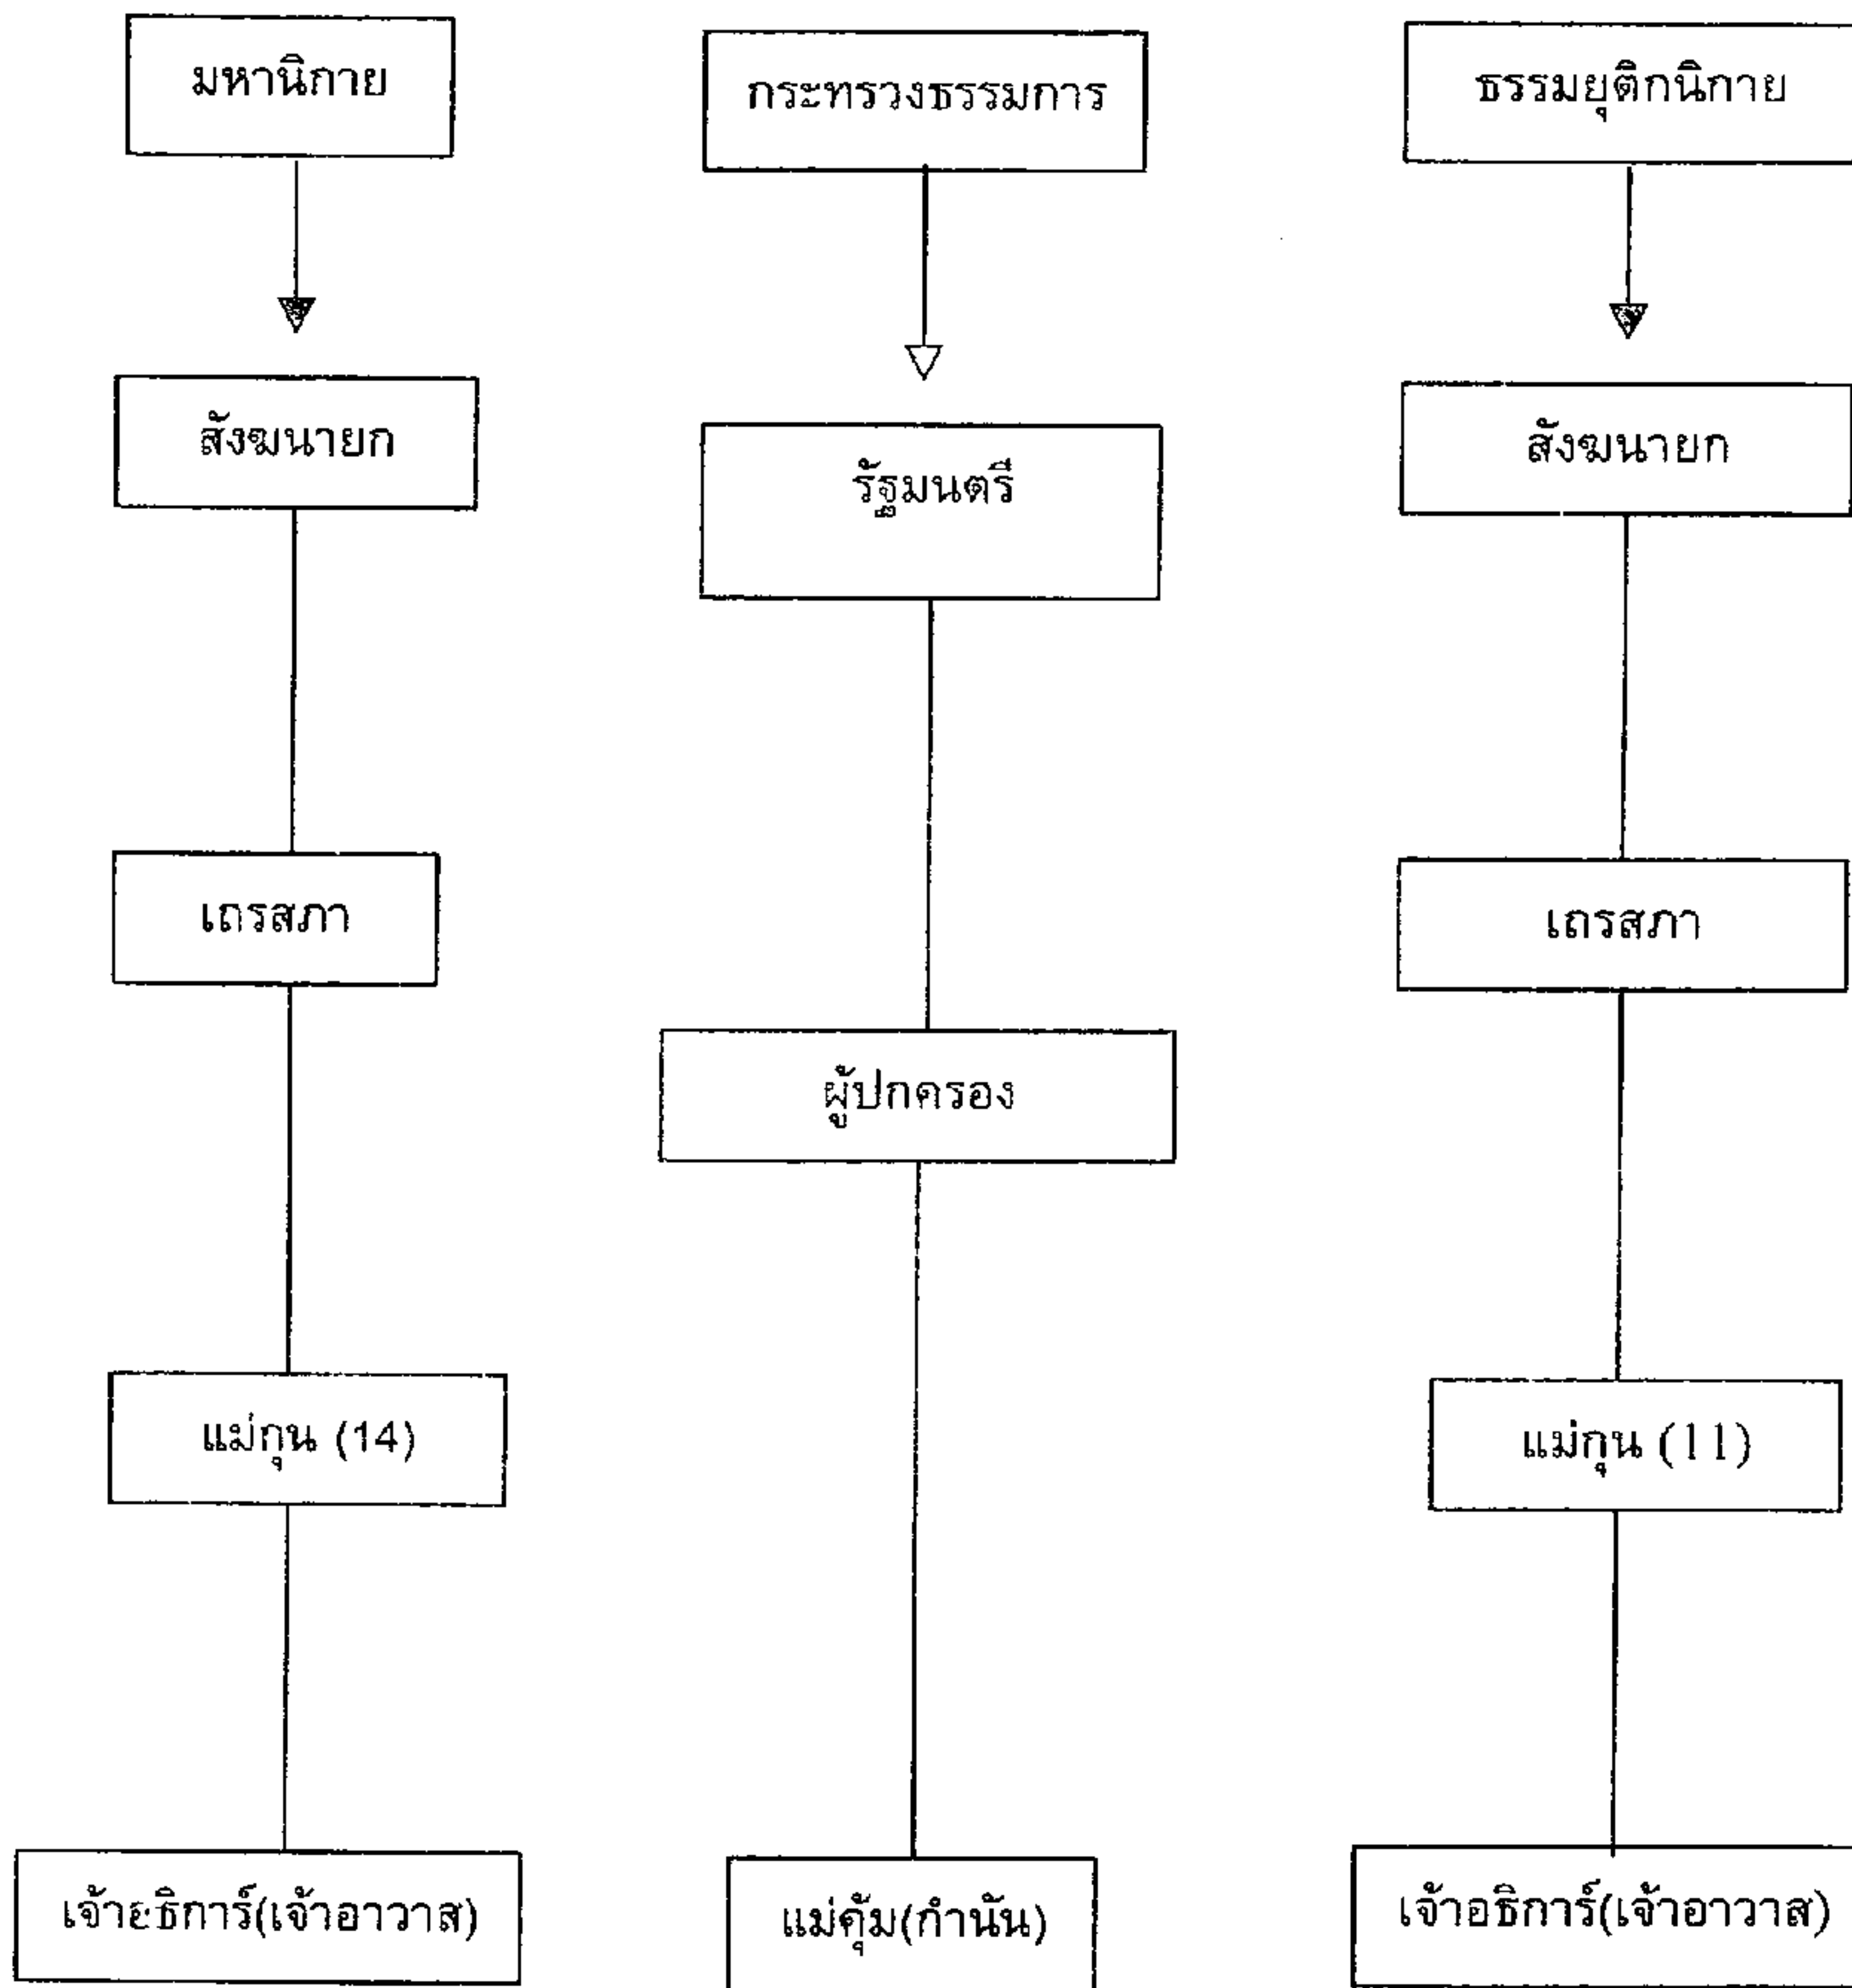 มหานิกาย
กระทรวงธรรมการ
ธรรมยุติกนิกาย
สังฆนายก
รัฐมนตรี
สังฆนายก
เถรสภา
ผู้ปกครอง
เถรสภา
แม่กุน (14)
แม่กุน (11)
เจ้าอธิการ์(เจ้าอาวาส)
แม่คุ้ม(กำนัน)
เจ้าอธิการ์(เจ้าอาวาส)